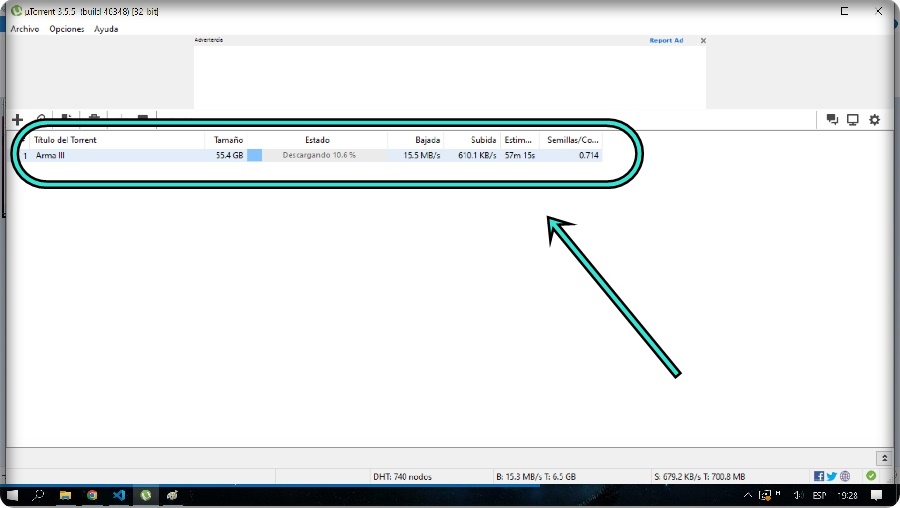 µTorrent 3.5.5 (build 46348) [32-bit]
Archivo Opciones Ayuda
Advertencia Report Ad
Título del Torrent Tamaño Estado Bajada Subida Estim... Semillas/Co...
1 Arma III 55.4 GB Descargando 10.6 % 15.5 MB/s 610.1 KB/s 57m 15s 0.714
DHT: 740 nodos B: 15.3 MB/s T: 6.5 GB S: 679.2 KB/s T: 700.8 MB
ESP 19:28